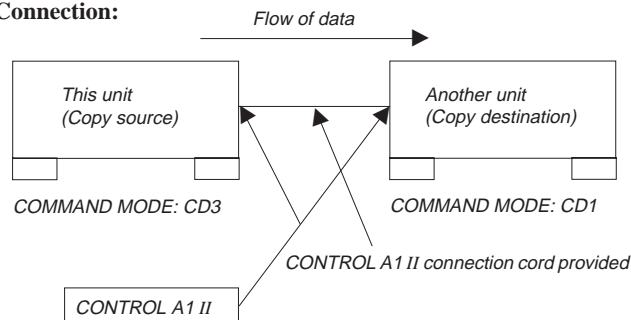 Connection:
Flow of data
This unit
(Copy source)
Another unit
(Copy destination)
COMMAND MODE: CD3
COMMAND MODE: CD1
CONTROL A1 II connection cord provided
CONTROL A1 II